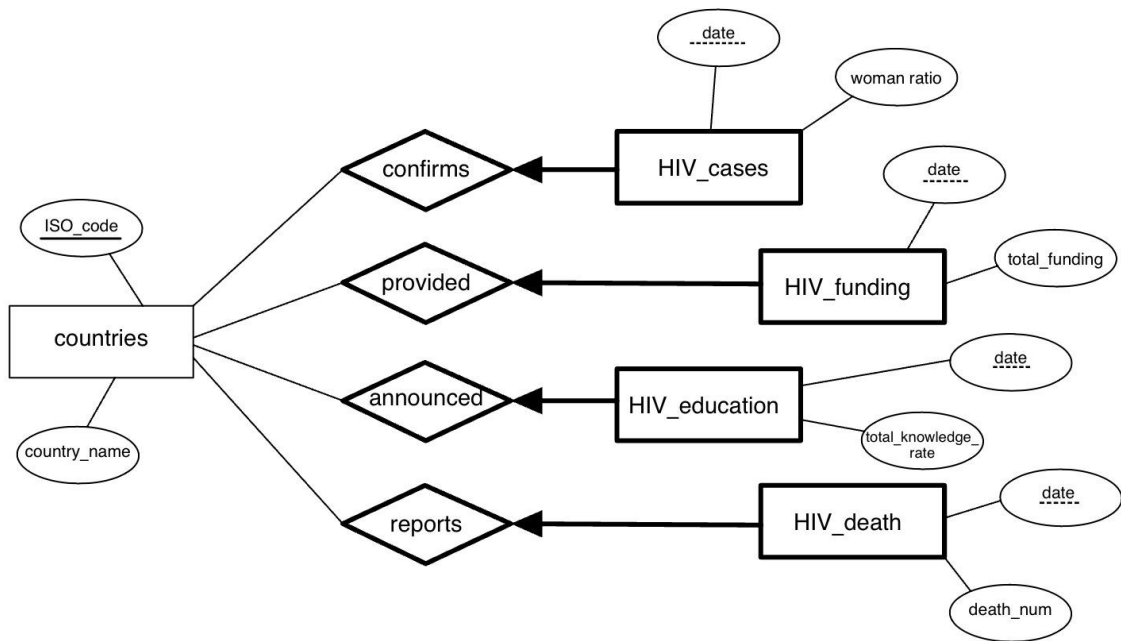 date
woman ratio
confirms
HIV_cases
date
ISO_code
provided
HIV_funding
total_funding
countries
date
announced
HIV_education
country_name
total_knowledge_
rate
date
reports
HIV_death
death_num